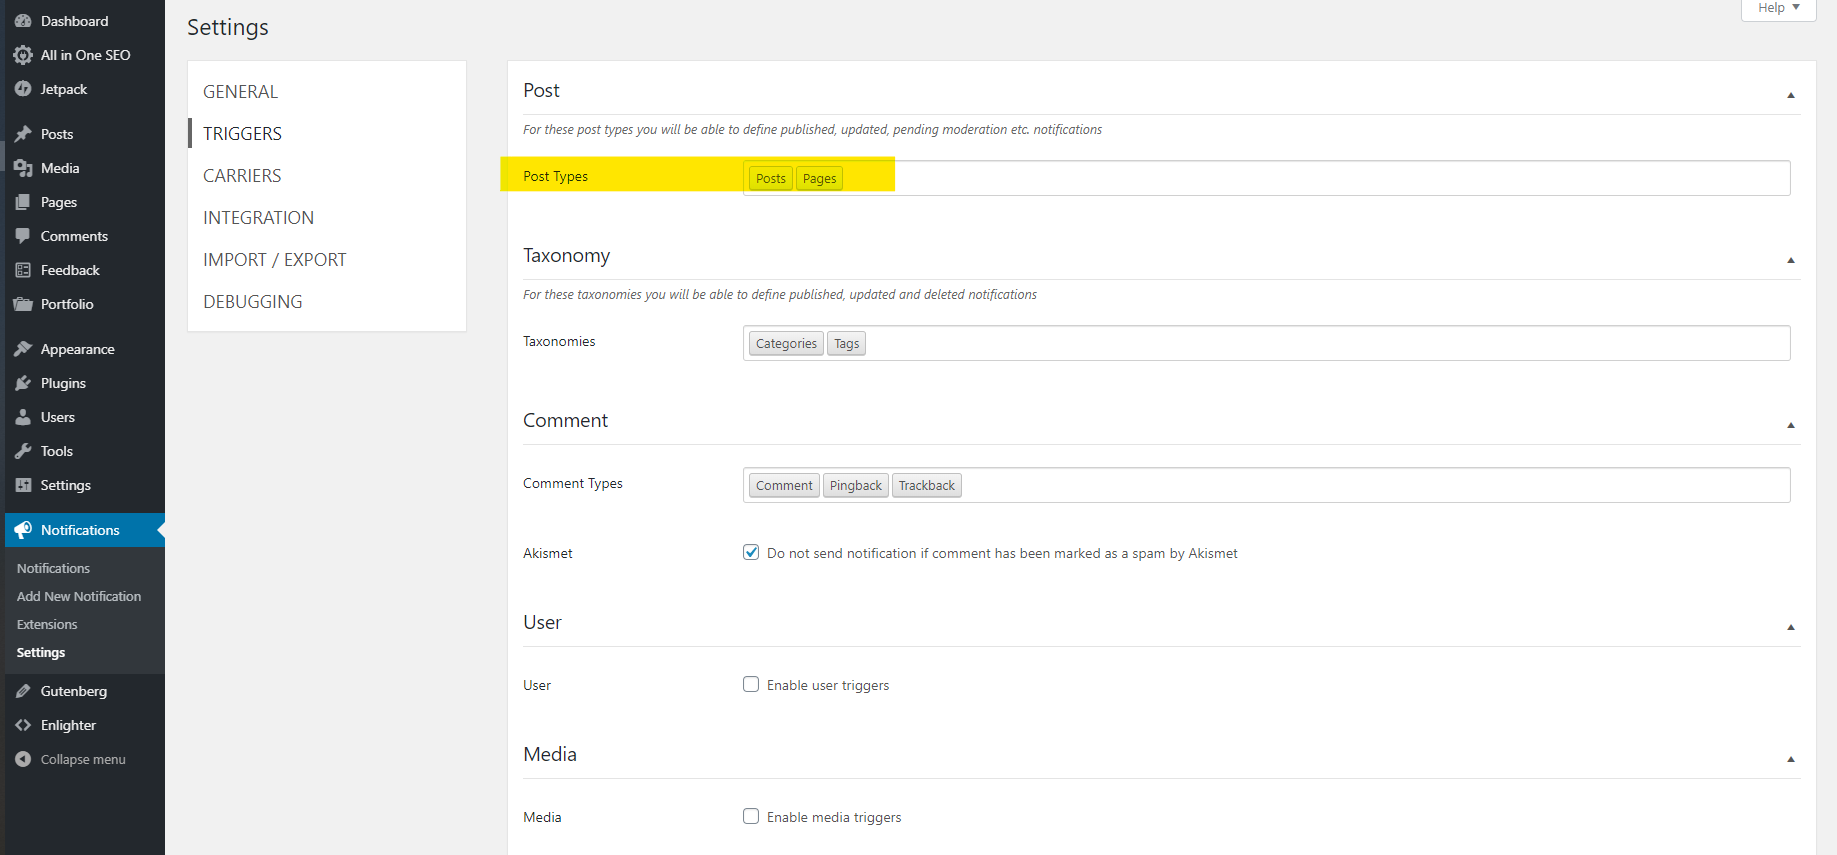 Dashboard
All in One SEO
Jetpack
Posts
Media
Pages
Comments
Feedback
Portfolio
Appearance
Plugins
Users
Tools
Settings
Notifications
Notifications
Add New Notification
Extensions
Settings
Gutenberg
Enlighter
Collapse menu
Help
Settings
GENERAL
TRIGGERS
CARRIERS
INTEGRATION
IMPORT / EXPORT
DEBUGGING
Post
For these post types you will be able to define published, updated, pending moderation etc. notifications
Post Types Posts Pages
Taxonomy
For these taxonomies you will be able to define published, updated and deleted notifications
Taxonomies Categories Tags
Comment
Comment Types Comment Pingback Trackback
Akismet Do not send notification if comment has been marked as a spam by Akismet
User
User Enable user triggers
Media
Media Enable media triggers